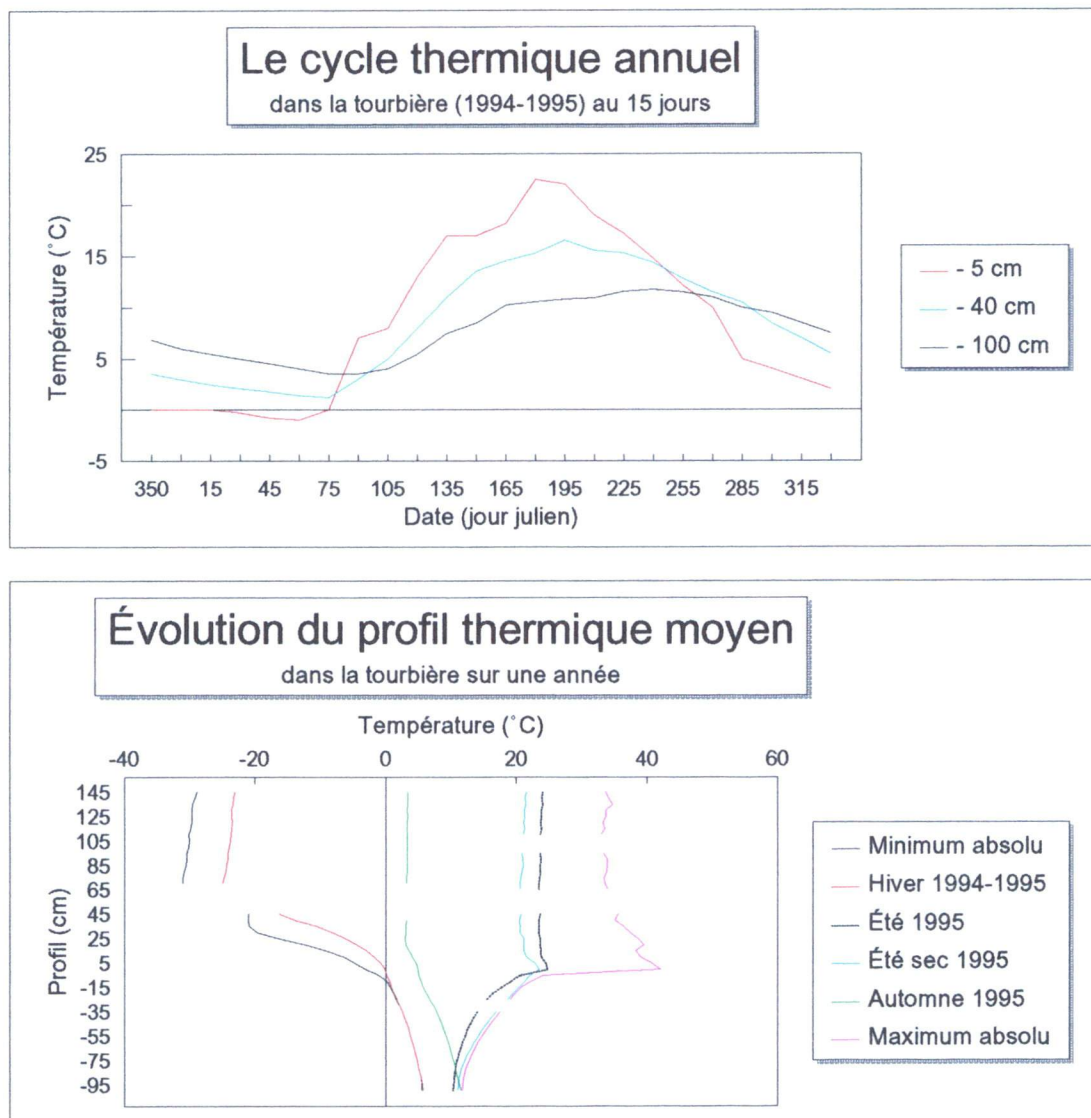 Le cycle thermique annuel
dans la tourbière (1994-1995) au 15 jours
25
15
5
-5
Température (˚C)
350 15 45 75 105 135 165 195 225 255 285 315
Date (jour julien)
- 5 cm
- 40 cm
- 100 cm
Évolution du profil thermique moyen
dans la tourbière sur une année
Température (˚C)
-40 -20 0 20 40 60
145
125
105
85
65
45
25
5
-15
-35
-55
-75
-95
Profil (cm)
Minimum absolu
Hiver 1994-1995
Été 1995
Été sec 1995
Automne 1995
Maximum absolu